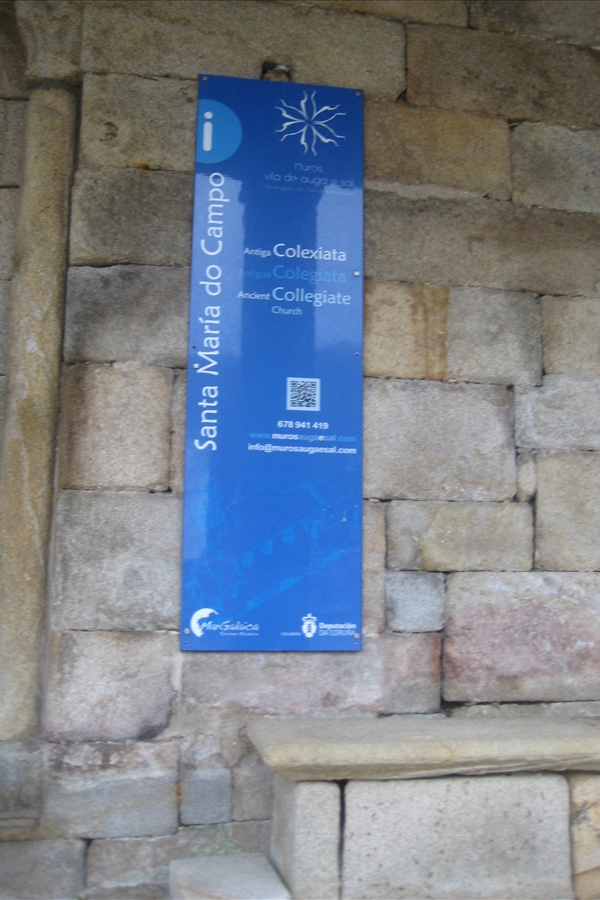 i
Muros,
vila de auga e sal
Santa María do Campo
Antiga Colexiata
Antigua Colegiata
Ancient Collegiate
Church
678 941 419
www.murosaugaesal.com
info@murosaugaesal.com
MarGalaica
Deputación
DA CORUÑA